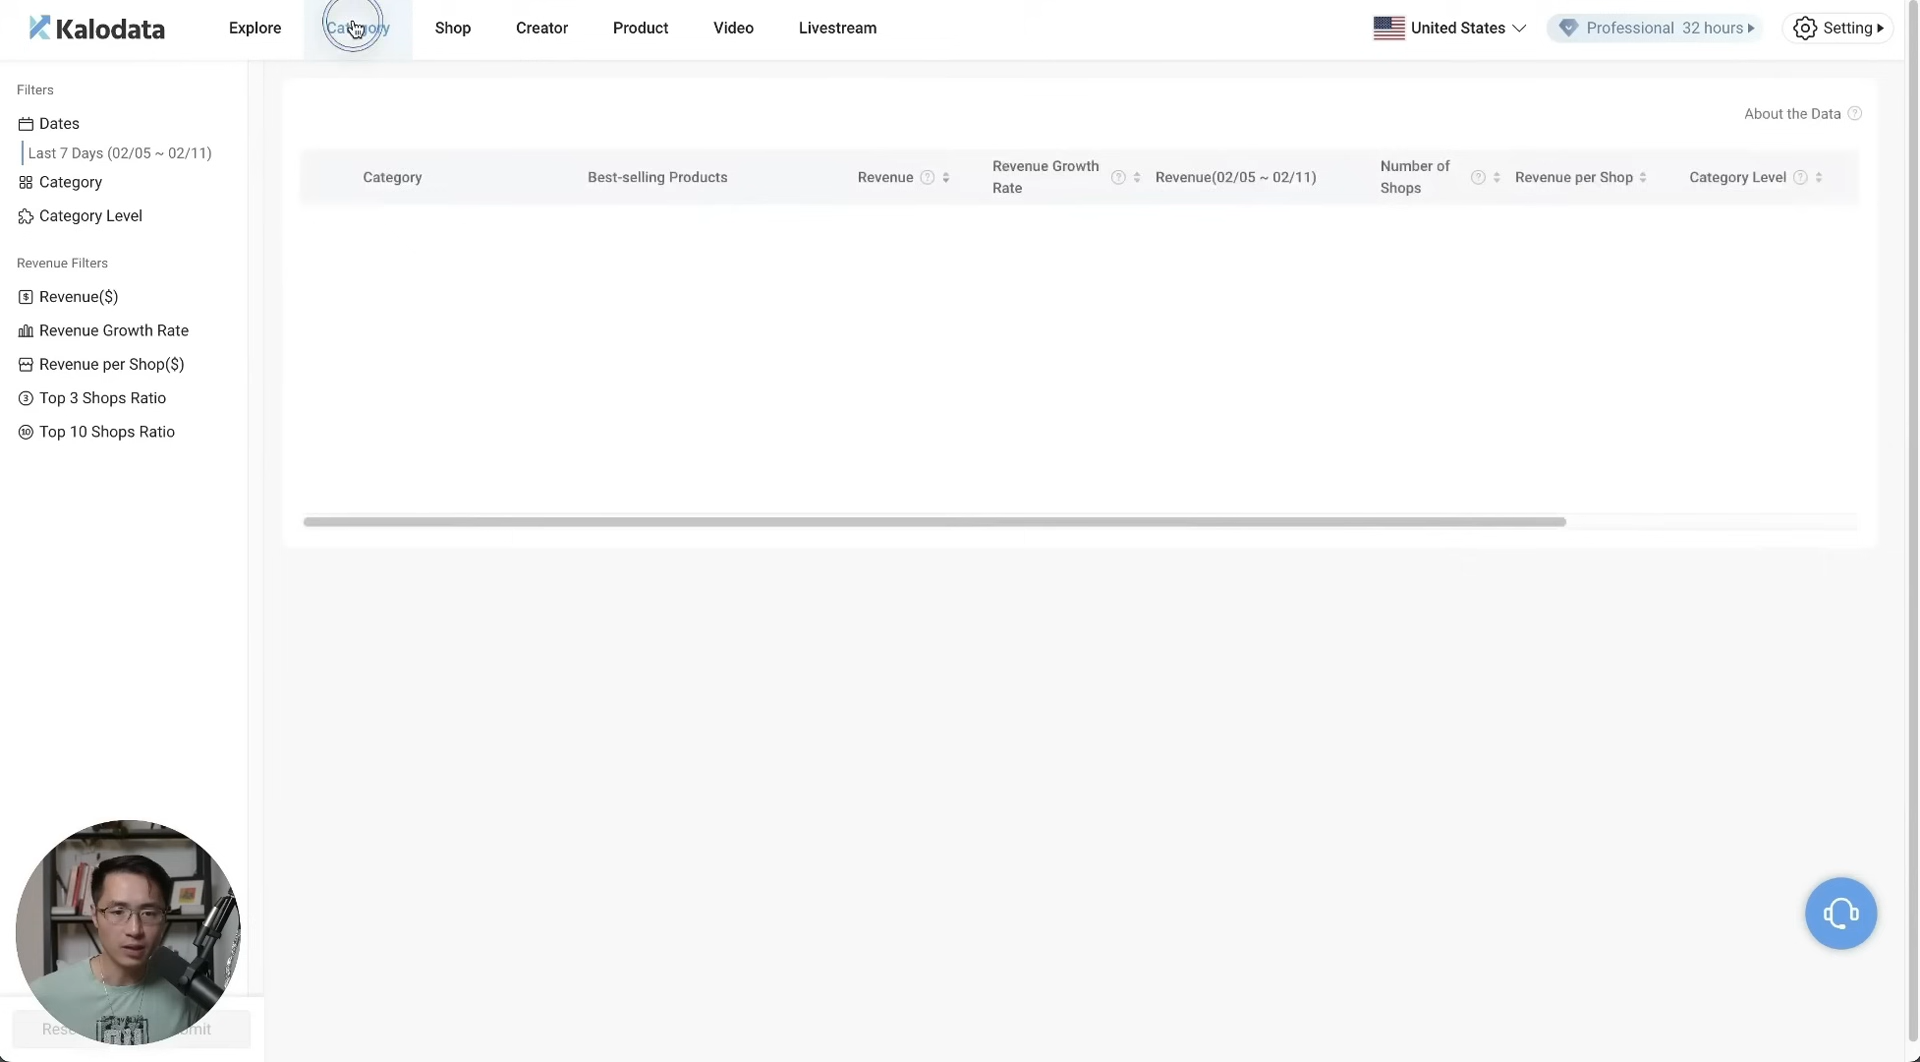 Kalodata
Explore
Category
Shop
Creator
Product
Video
Livestream
United States
Professional 32 hours
Setting
Filters
Dates
Last 7 Days (02/05 ~ 02/11)
Category
Category Level
Revenue Filters
Revenue($)
Revenue Growth Rate
Revenue per Shop($)
Top 3 Shops Ratio
Top 10 Shops Ratio
About the Data
Category
Best-selling Products
Revenue
Revenue Growth
Rate
Revenue(02/05 ~ 02/11)
Number of
Shops
Revenue per Shop
Category Level